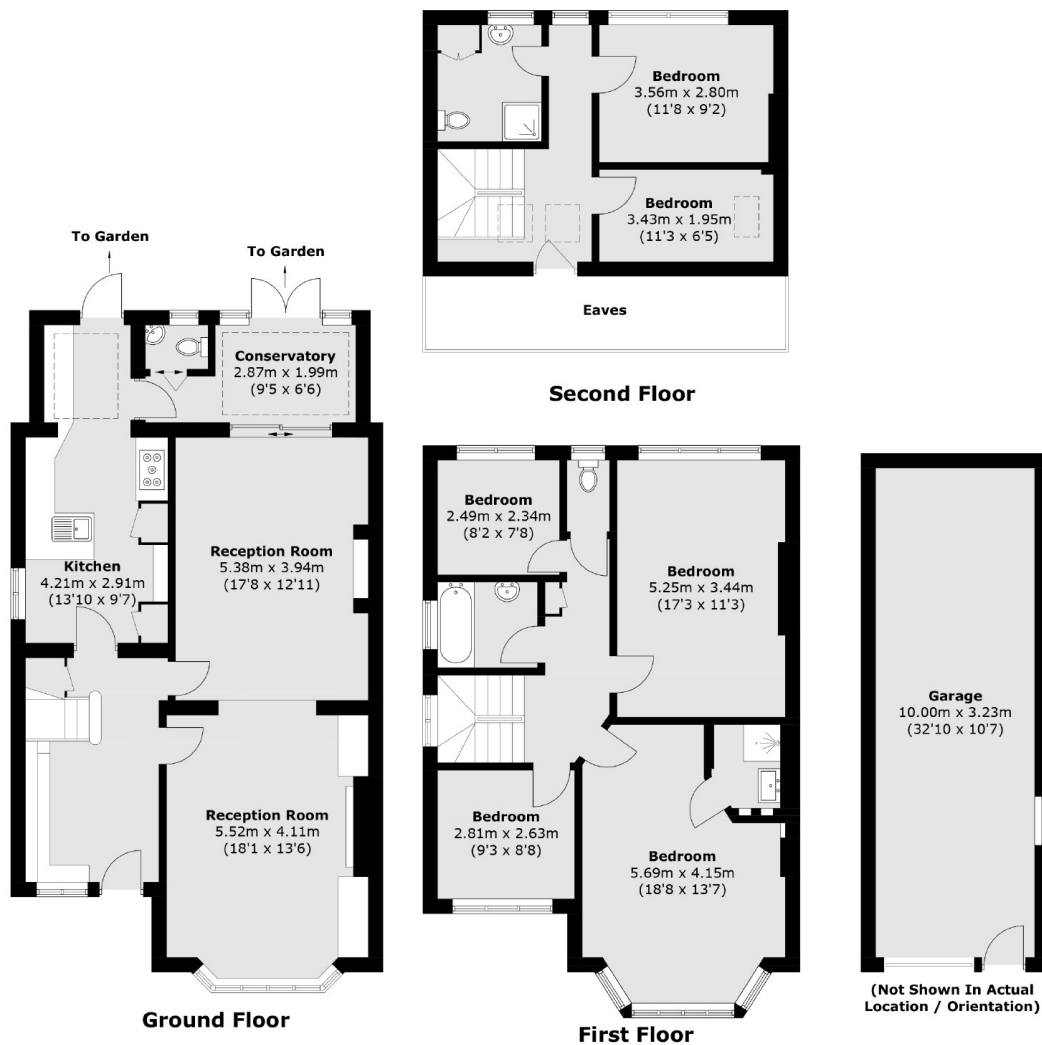 Bedroom
3.56m x 2.80m
(11'8 x 9'2)
Bedroom
3.43m x 1.95m
(11'3 x 6'5)
Eaves
Second Floor
To Garden
To Garden
Conservatory
2.87m x 1.99m
(9'5 x 6'6)
Reception Room
5.38m x 3.94m
(17'8 x 12'11)
Kitchen
4.21m x 2.91m
(13'10 x 9'7)
Reception Room
5.52m x 4.11m
(18'1 x 13'6)
Ground Floor
Bedroom
2.49m x 2.34m
(8'2 x 7'8)
Bedroom
5.25m x 3.44m
(17'3 x 11'3)
Bedroom
2.81m x 2.63m
(9'3 x 8'8)
Bedroom
5.69m x 4.15m
(18'8 x 13'7)
First Floor
Garage
10.00m x 3.23m
(32'10 x 10'7)
(Not Shown In Actual
Location / Orientation)